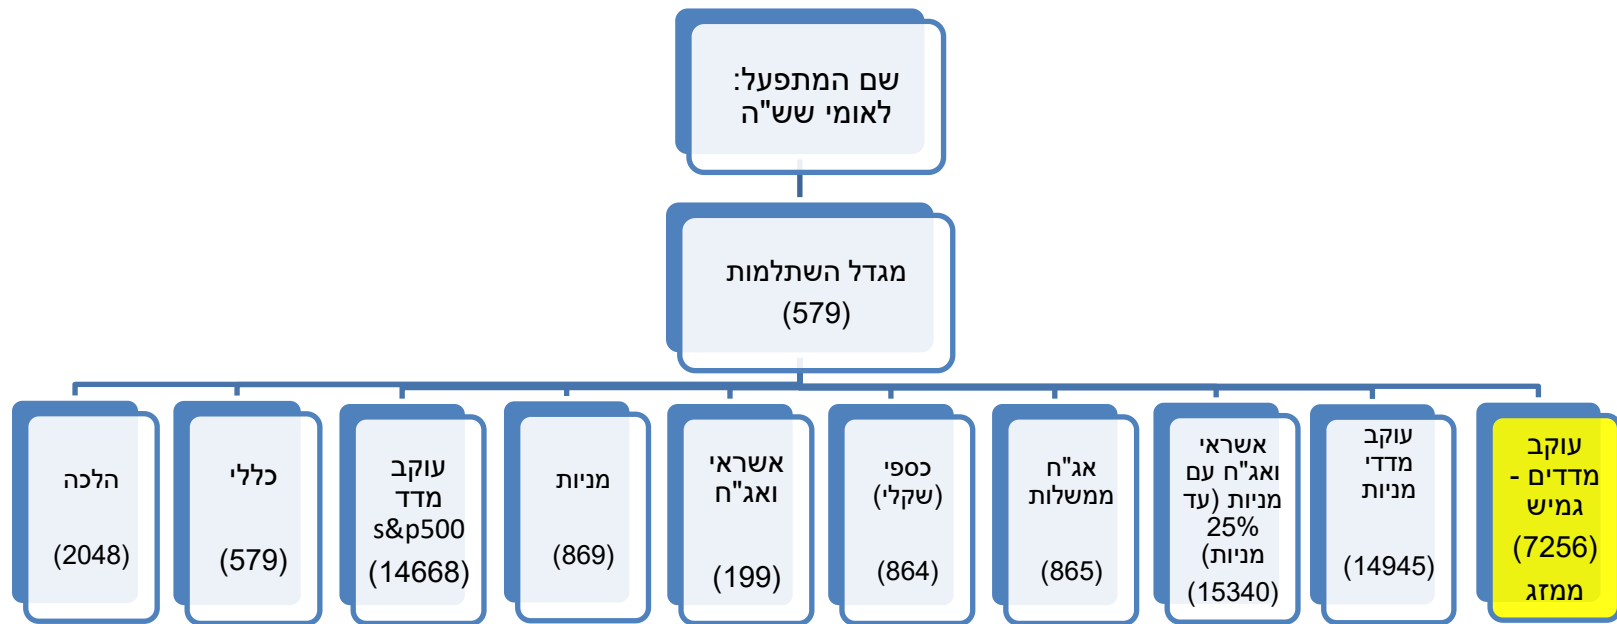 שם המתפעל:
לאומי שש"ה
מגדל השתלמות
(579)
עוקב
מדדים -
גמיש
(7256)
ממזג
עוקב
מדדי
מניות
(14945)
אשראי
ואג"ח עם
מניות (עד
25%
מניות)
(15340)
אג"ח
ממשלות
(865)
כספי
(שקלי)
(864)
אשראי
ואג"ח
(199)
מניות
(869)
עוקב
מדד
s&p500
(14668)
כללי
(579)
הלכה
(2048)